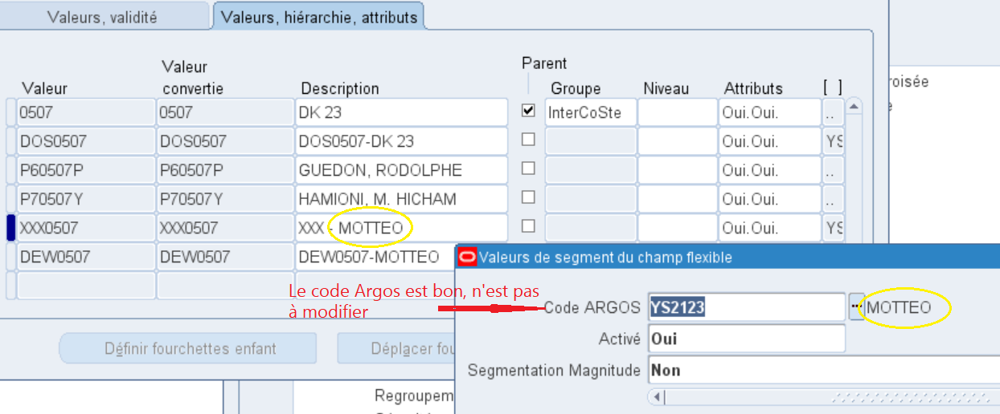 Valeurs, validité
Valeurs, hiérarchie, attributs
Parent
Valeur
Valeur convertie
Description
Groupe
Niveau
Attributs
[ ]
0507 0507 DK 23 InterCoSte Oui.Oui. ..
DOS0507 DOS0507 DOS0507-DK 23 Oui.Oui. YS
P60507P P60507P GUEDON, RODOLPHE Oui.Oui. ..
P70507Y P70507Y HAMIONI, M. HICHAM Oui.Oui. ..
XXX0507 XXX0507 XXX - MOTTEO Oui.Oui. YS
DEW0507 DEW0507 DEW0507-MOTTEO
Valeurs de segment du champ flexible
Le code Argos est bon, n'est pas
à modifier
Code ARGOS YS2123 ... MOTTEO
Activé Oui
Segmentation Magnitude Non
Définir fourchettes enfant
Déplacer fou
Regroupem
roisée